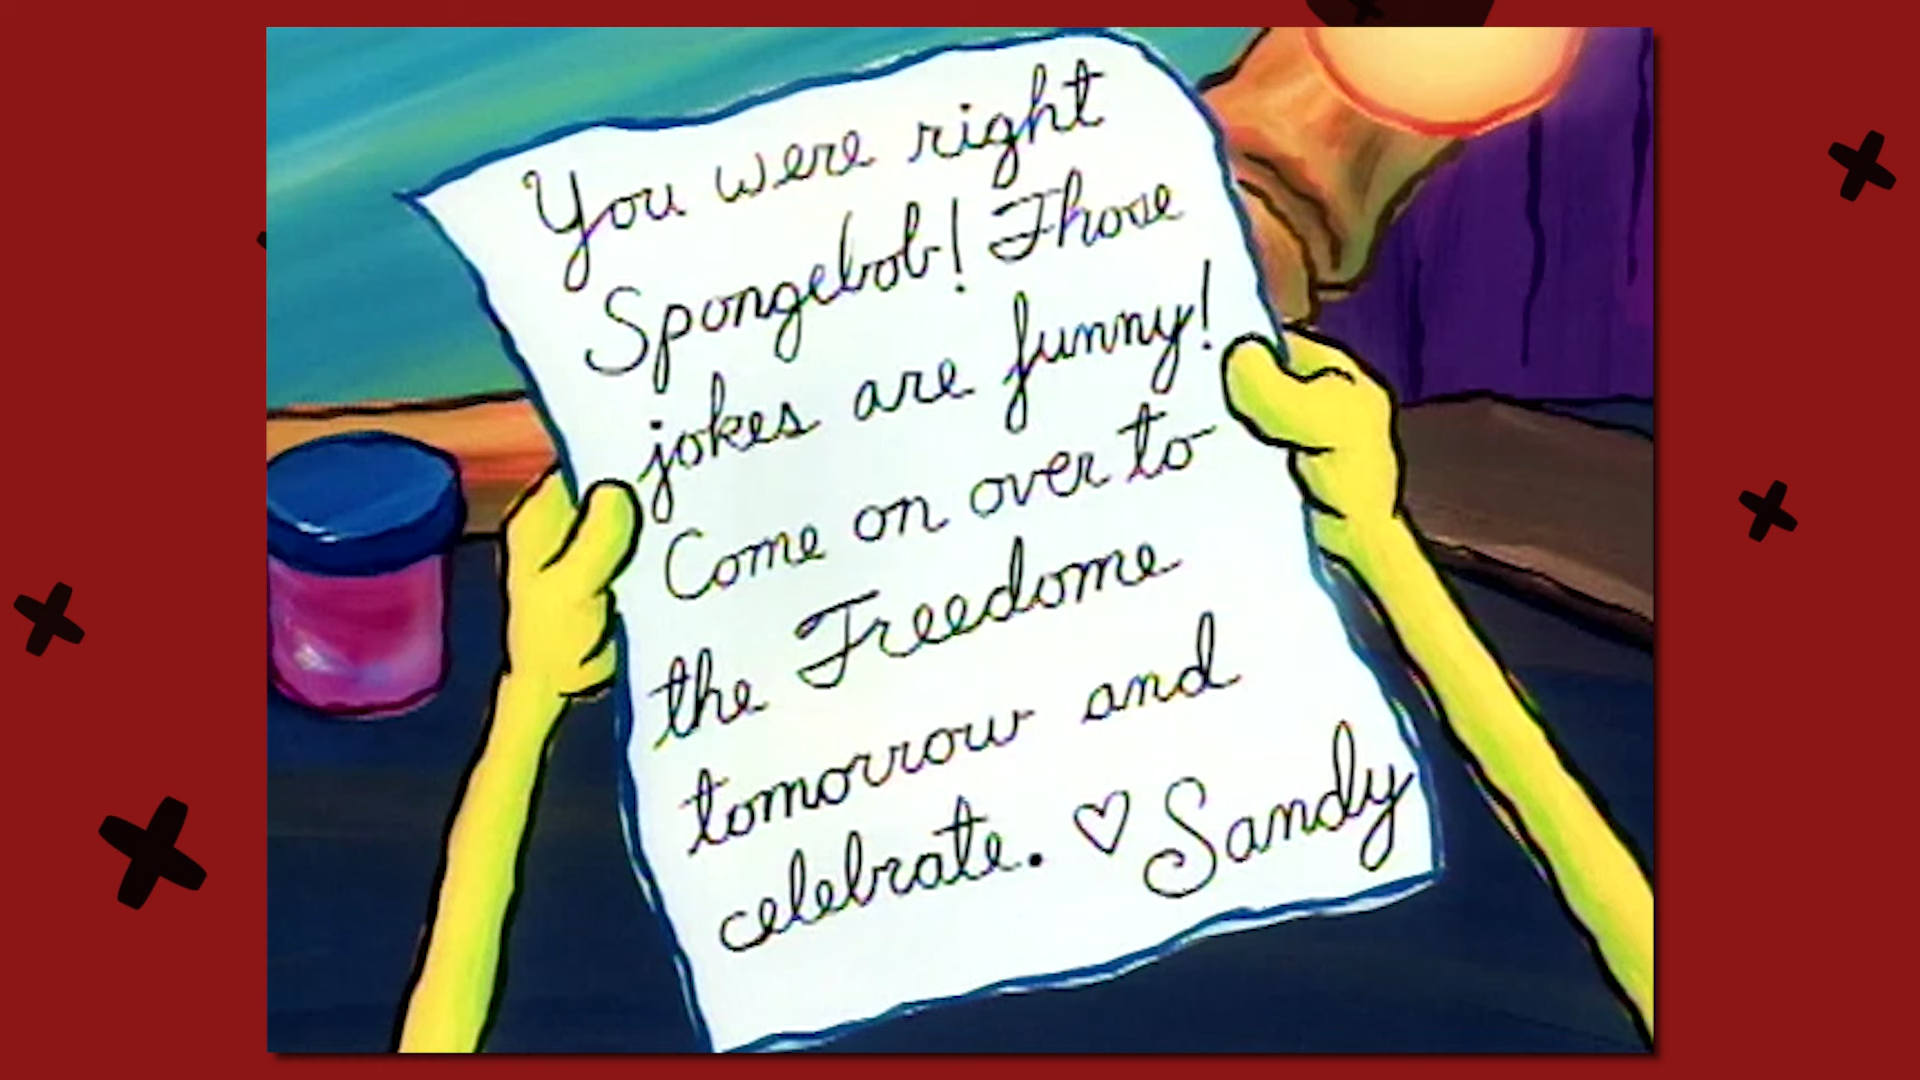 You were right
Spongebob! Those
jokes are funny!
Come on over to
the Freedome
tomorrow and
celebrate. ♡ Sandy